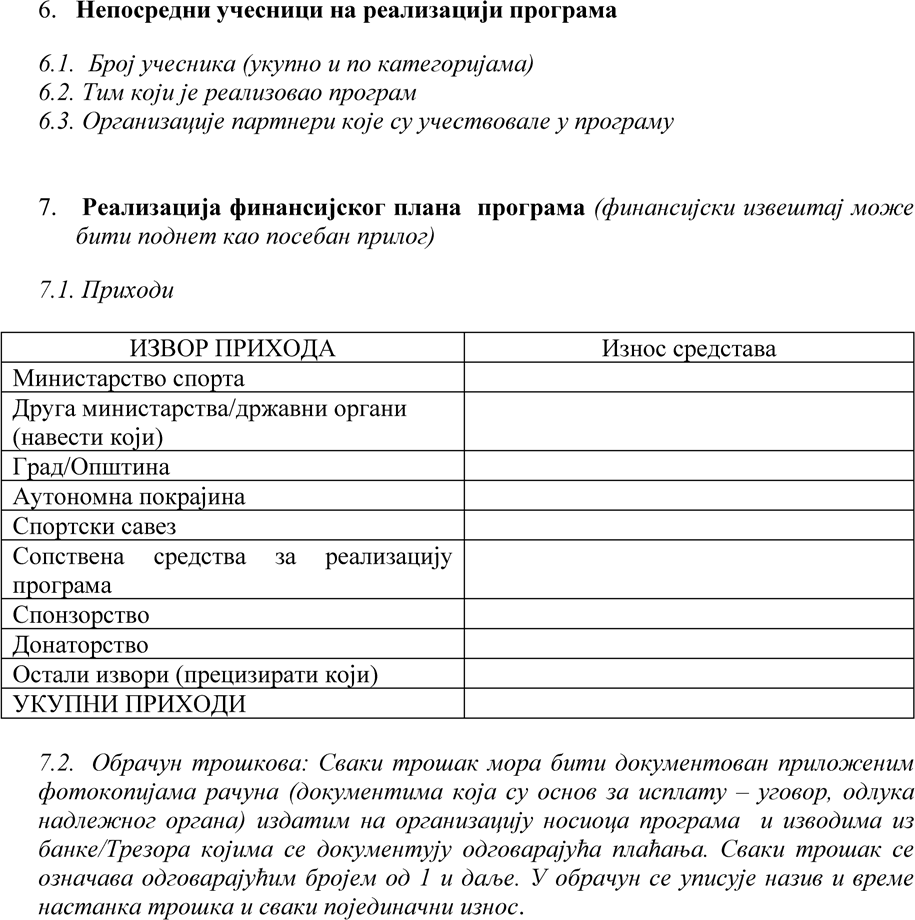 6. Непосредни учесници на реализацији програма
6.1. Број учесника (укупно и по категоријама)
6.2. Тим који је реализовао програм
6.3. Организације партнери које су учествовале у програму
7. Реализација финансијског плана програма (финансијски извештај може
бити поднет као посебан прилог)
7.1. Приходи
ИЗВОР ПРИХОДА Износ средстава
Министарство спорта
Друга министарства/државни органи
(навести који)
Град/Општина
Аутономна покрајина
Спортски савез
Сопствена средства за реализацију
програма
Спонзорство
Донаторство
Остали извори (прецизирати који)
УКУПНИ ПРИХОДИ
7.2. Обрачун трошкова: Сваки трошак мора бити документован приложеним
фотокопијама рачуна (документима која су основ за исплату – уговор, одлука
надлежног органа) издатим на организацију носиоца програма и изводима из
банке/Трезора којима се документују одговарајућа плаћања. Сваки трошак се
означава одговарајућим бројем од 1 и даље. У обрачун се уписује назив и време
настанка трошка и сваки појединачни износ.